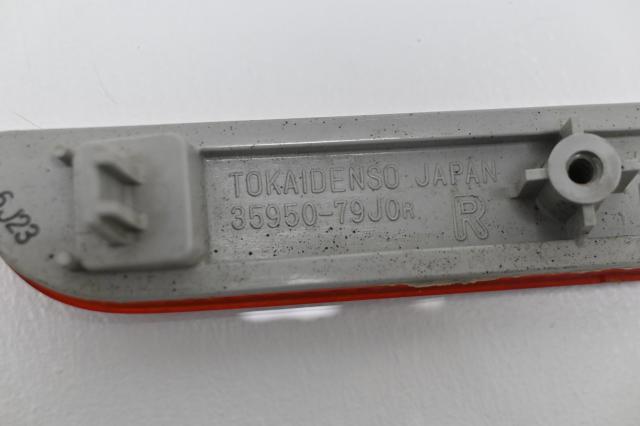 TOKAIDENSO JAPAN
35950-79J0R
R
6J23